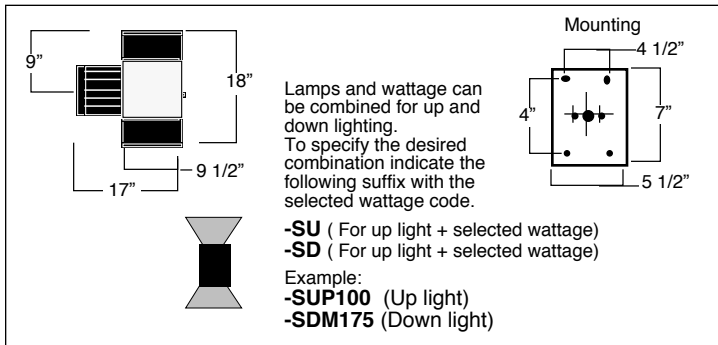 9”
18”
9 1/2”
17”
Lamps and wattage can
be combined for up and
down lighting.
To specify the desired
combination indicate the
following suffix with the
selected wattage code.
-SU ( For up light + selected wattage)
-SD ( For up light + selected wattage)
Example:
-SUP100 (Up light)
-SDM175 (Down light)
Mounting
4 1/2”
4”
7”
5 1/2”